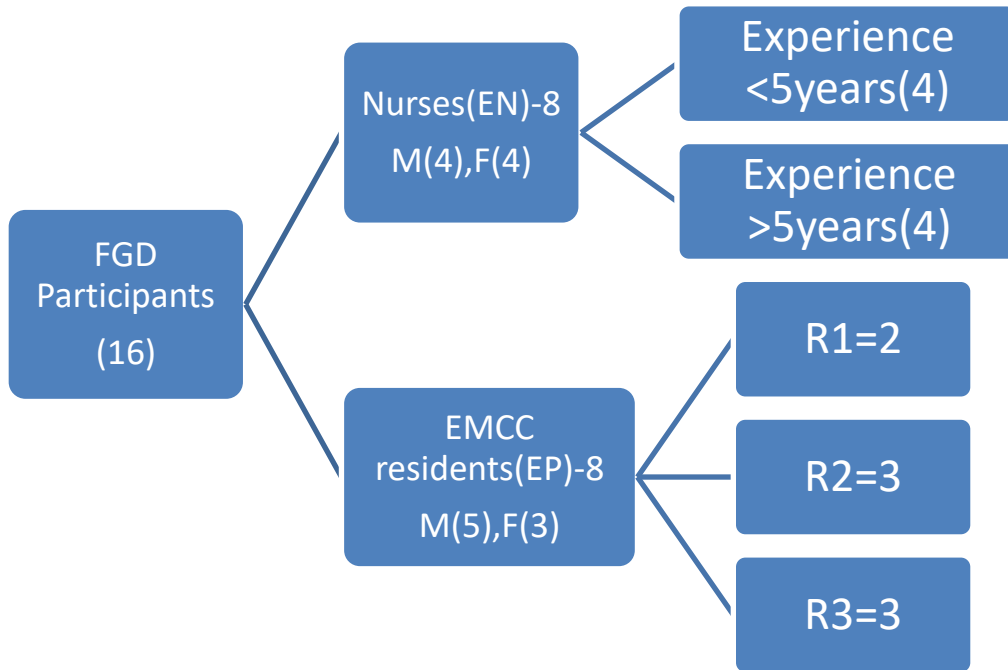 FGD
Participants
(16)
Nurses(EN)-8
M(4),F(4)
Experience
<5years(4)
Experience
>5years(4)
EMCC
residents(EP)-8
M(5),F(3)
R1=2
R2=3
R3=3